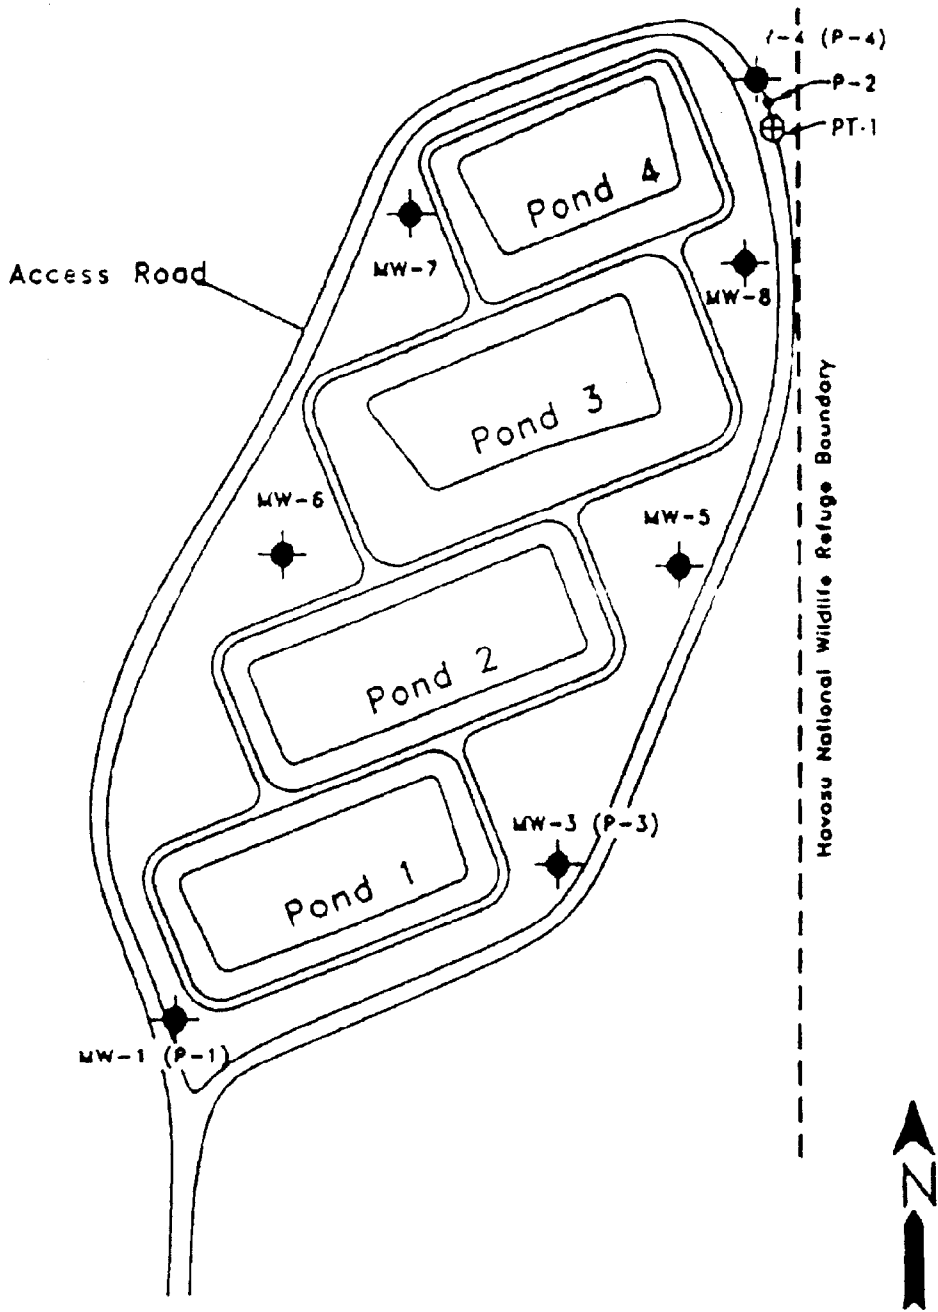 (P-4)
P-2
PT-1
Pond 4
MW-7
Access Road
MW-8
Pond 3
Havasu National Wildlife Refuge Boundary
MW-6
MW-5
Pond 2
MW-3 (P-3)
Pond 1
MW-1 (P-1)
N